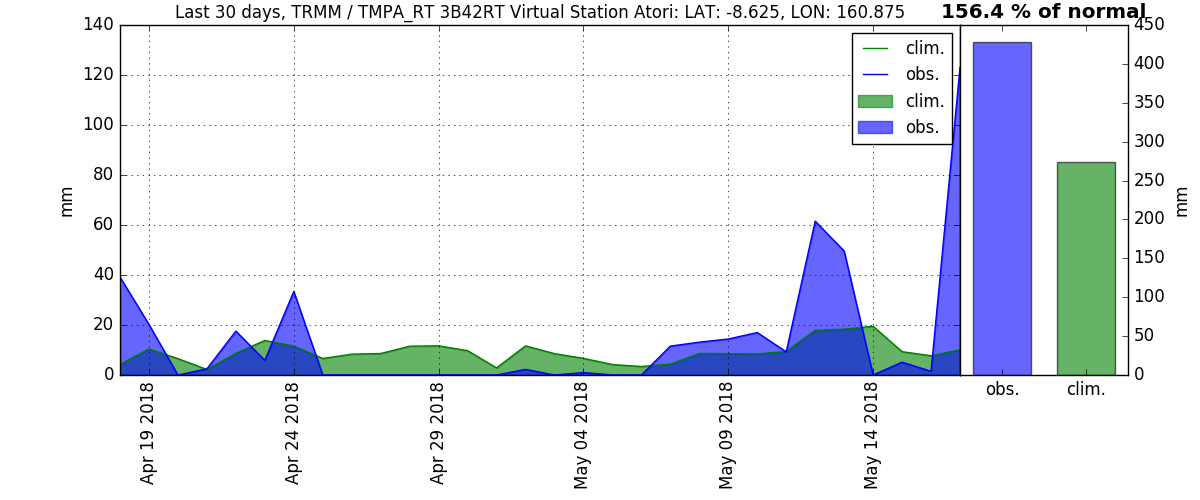 Last 30 days, TRMM / TMPA_RT 3B42RT Virtual Station Atori: LAT: -8.625, LON: 160.875
156.4 % of normal
140
120
100
80
60
40
20
0
mm
clim.
obs.
clim.
obs.
450
400
350
300
250
200
150
100
50
0
mm
Apr 19 2018
Apr 24 2018
Apr 29 2018
May 04 2018
May 09 2018
May 14 2018
obs.
clim.